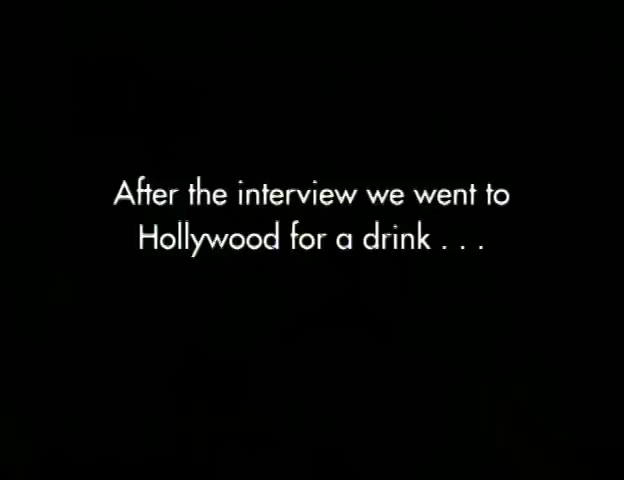 After the interview we went to
Hollywood for a drink . . .